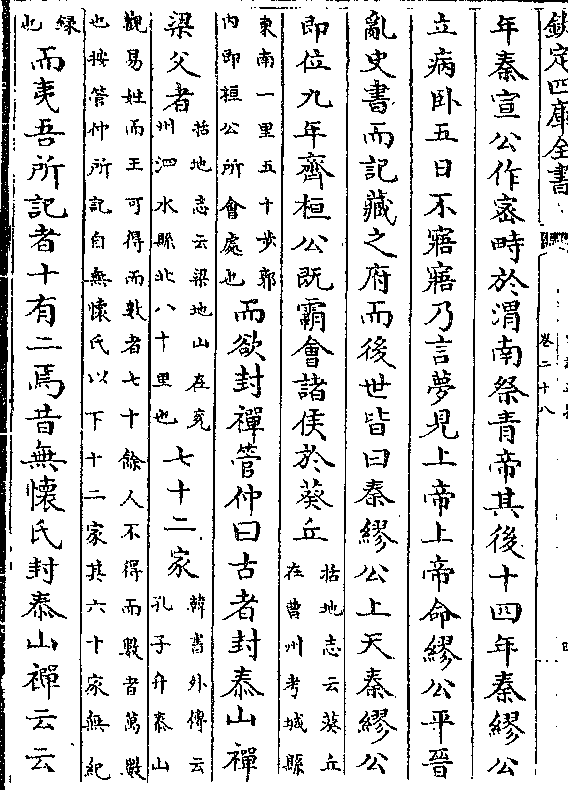 欽定四庫全書
卷二十八
年秦宣公作密畤於渭南祭青帝其後十四年秦繆公
立病卧五日不寤寤乃言夢見上帝上帝命繆公平晉
亂史書而記藏之府而後世皆曰秦繆公上天秦繆公
即位九年齊桓公既霸會諸侯於葵丘
括地志云葵丘
在曹州考城縣
東南一里五十步郭
内即桓公所會處也
而欲封禪管仲曰古者封泰山禪
梁父者
括地志云梁地山在兖
州泗水縣北八十里也
七十二家
韓書外傳云
孔子升泰山
觀易姓而王可得而數者七十餘人不得而數者萬數
也按管仲所記自無懷氏以下十二家其六十家無紀
録
也
而夷吾所記者十有二焉昔無懷氏封泰山禪云云